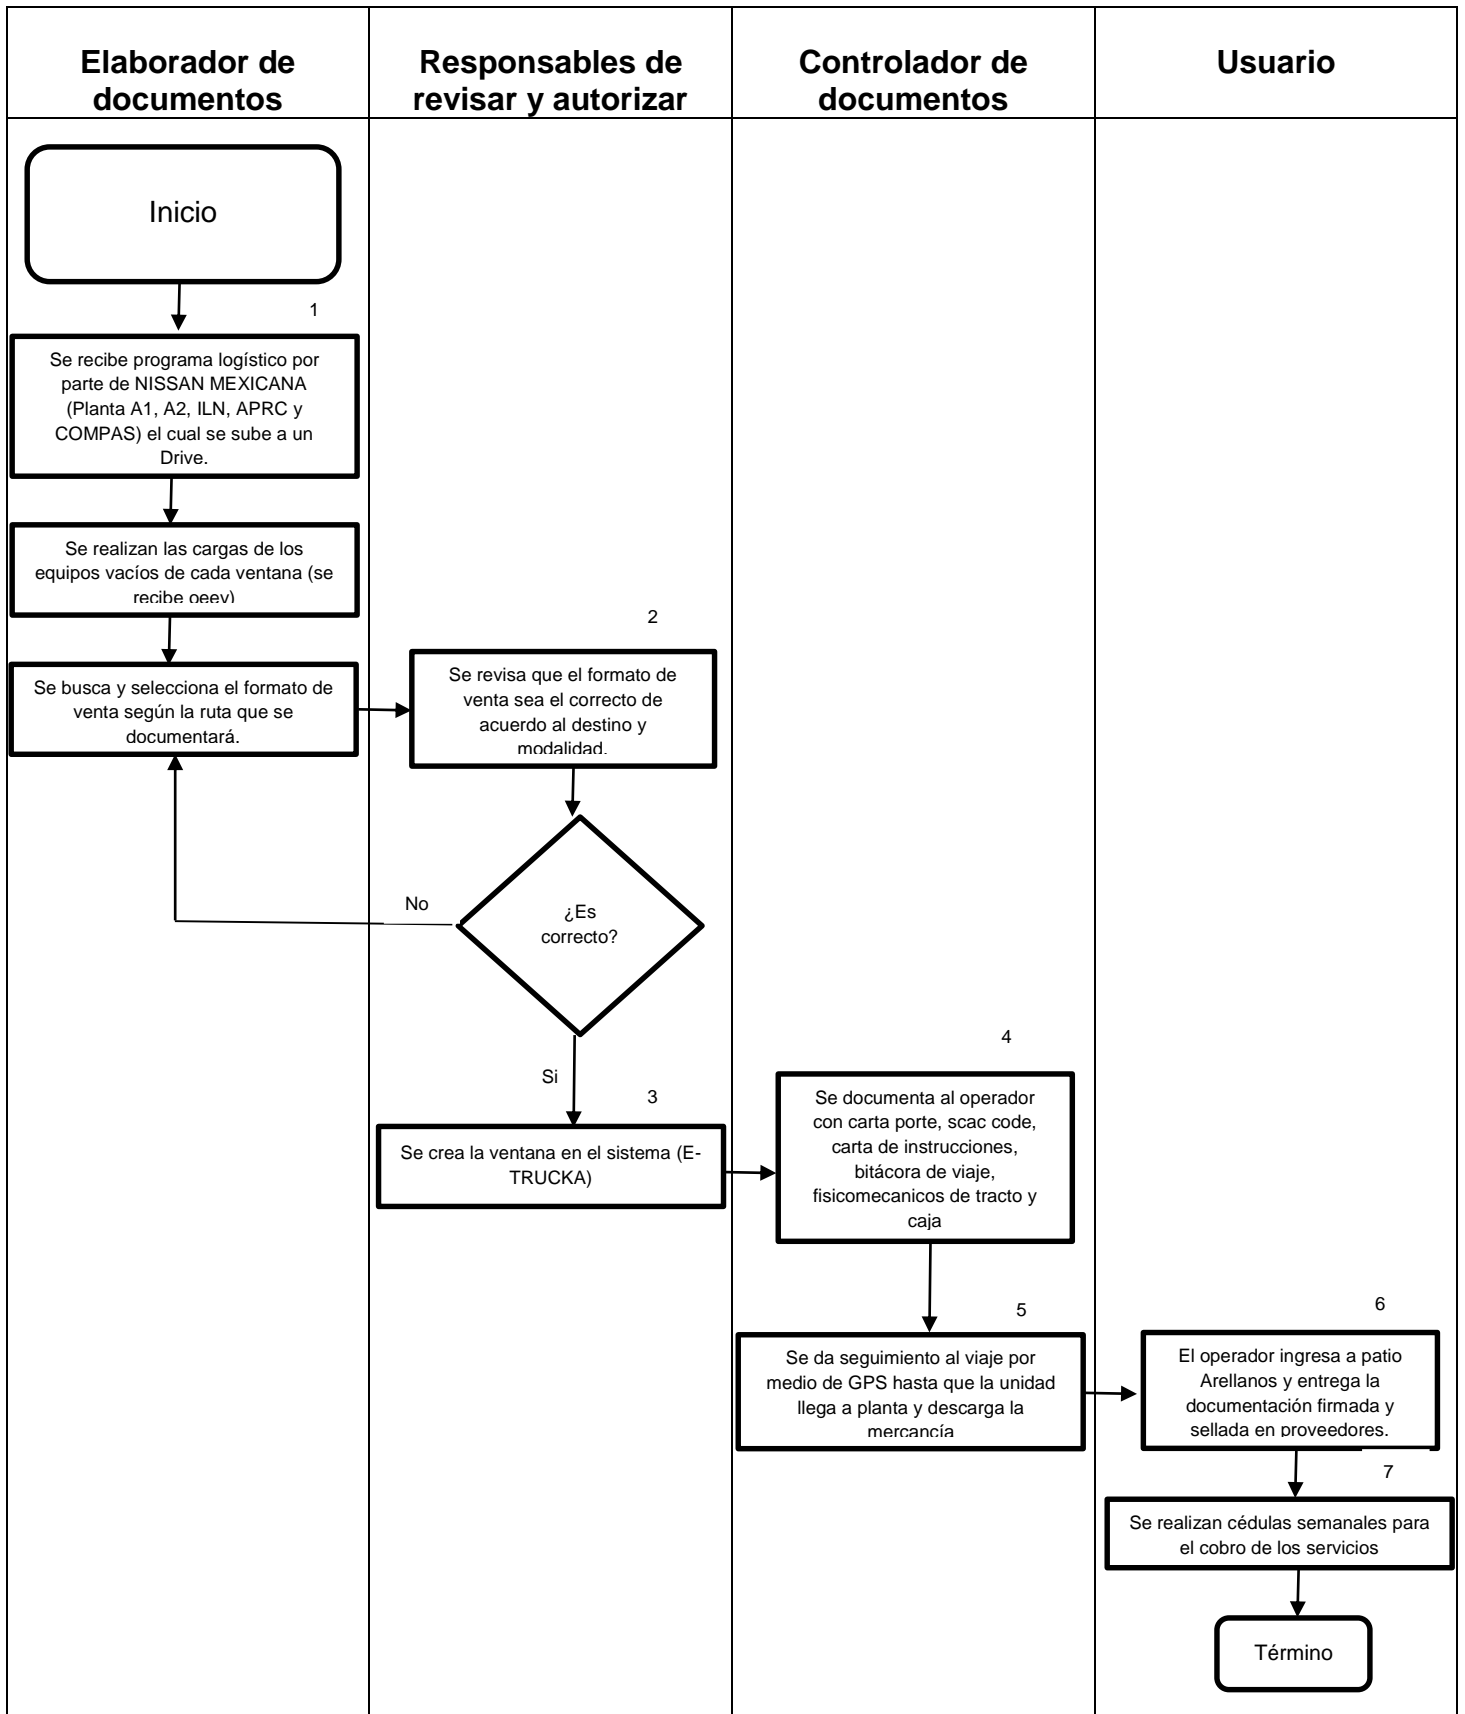 Elaborador de
documentos
Responsables de
revisar y autorizar
Controlador de
documentos
Usuario
Inicio
1
Se recibe programa logístico por
parte de NISSAN MEXICANA
(Planta A1, A2, ILN, APRC y
COMPAS) el cual se sube a un
Drive.
Se realizan las cargas de los
equipos vacíos de cada ventana (se
recibe oeev)
Se busca y selecciona el formato de
venta según la ruta que se
documentará.
2
Se revisa que el formato de
venta sea el correcto de
acuerdo al destino y
modalidad.
¿Es
correcto?
No
Si
3
Se crea la ventana en el sistema (E-
TRUCKA)
4
Se documenta al operador
con carta porte, scac code,
carta de instrucciones,
bitácora de viaje,
fisicomecanicos de tracto y
caja
5
Se da seguimiento al viaje por
medio de GPS hasta que la unidad
llega a planta y descarga la
mercancía
6
El operador ingresa a patio
Arellanos y entrega la
documentación firmada y
sellada en proveedores.
7
Se realizan cédulas semanales para
el cobro de los servicios
Término